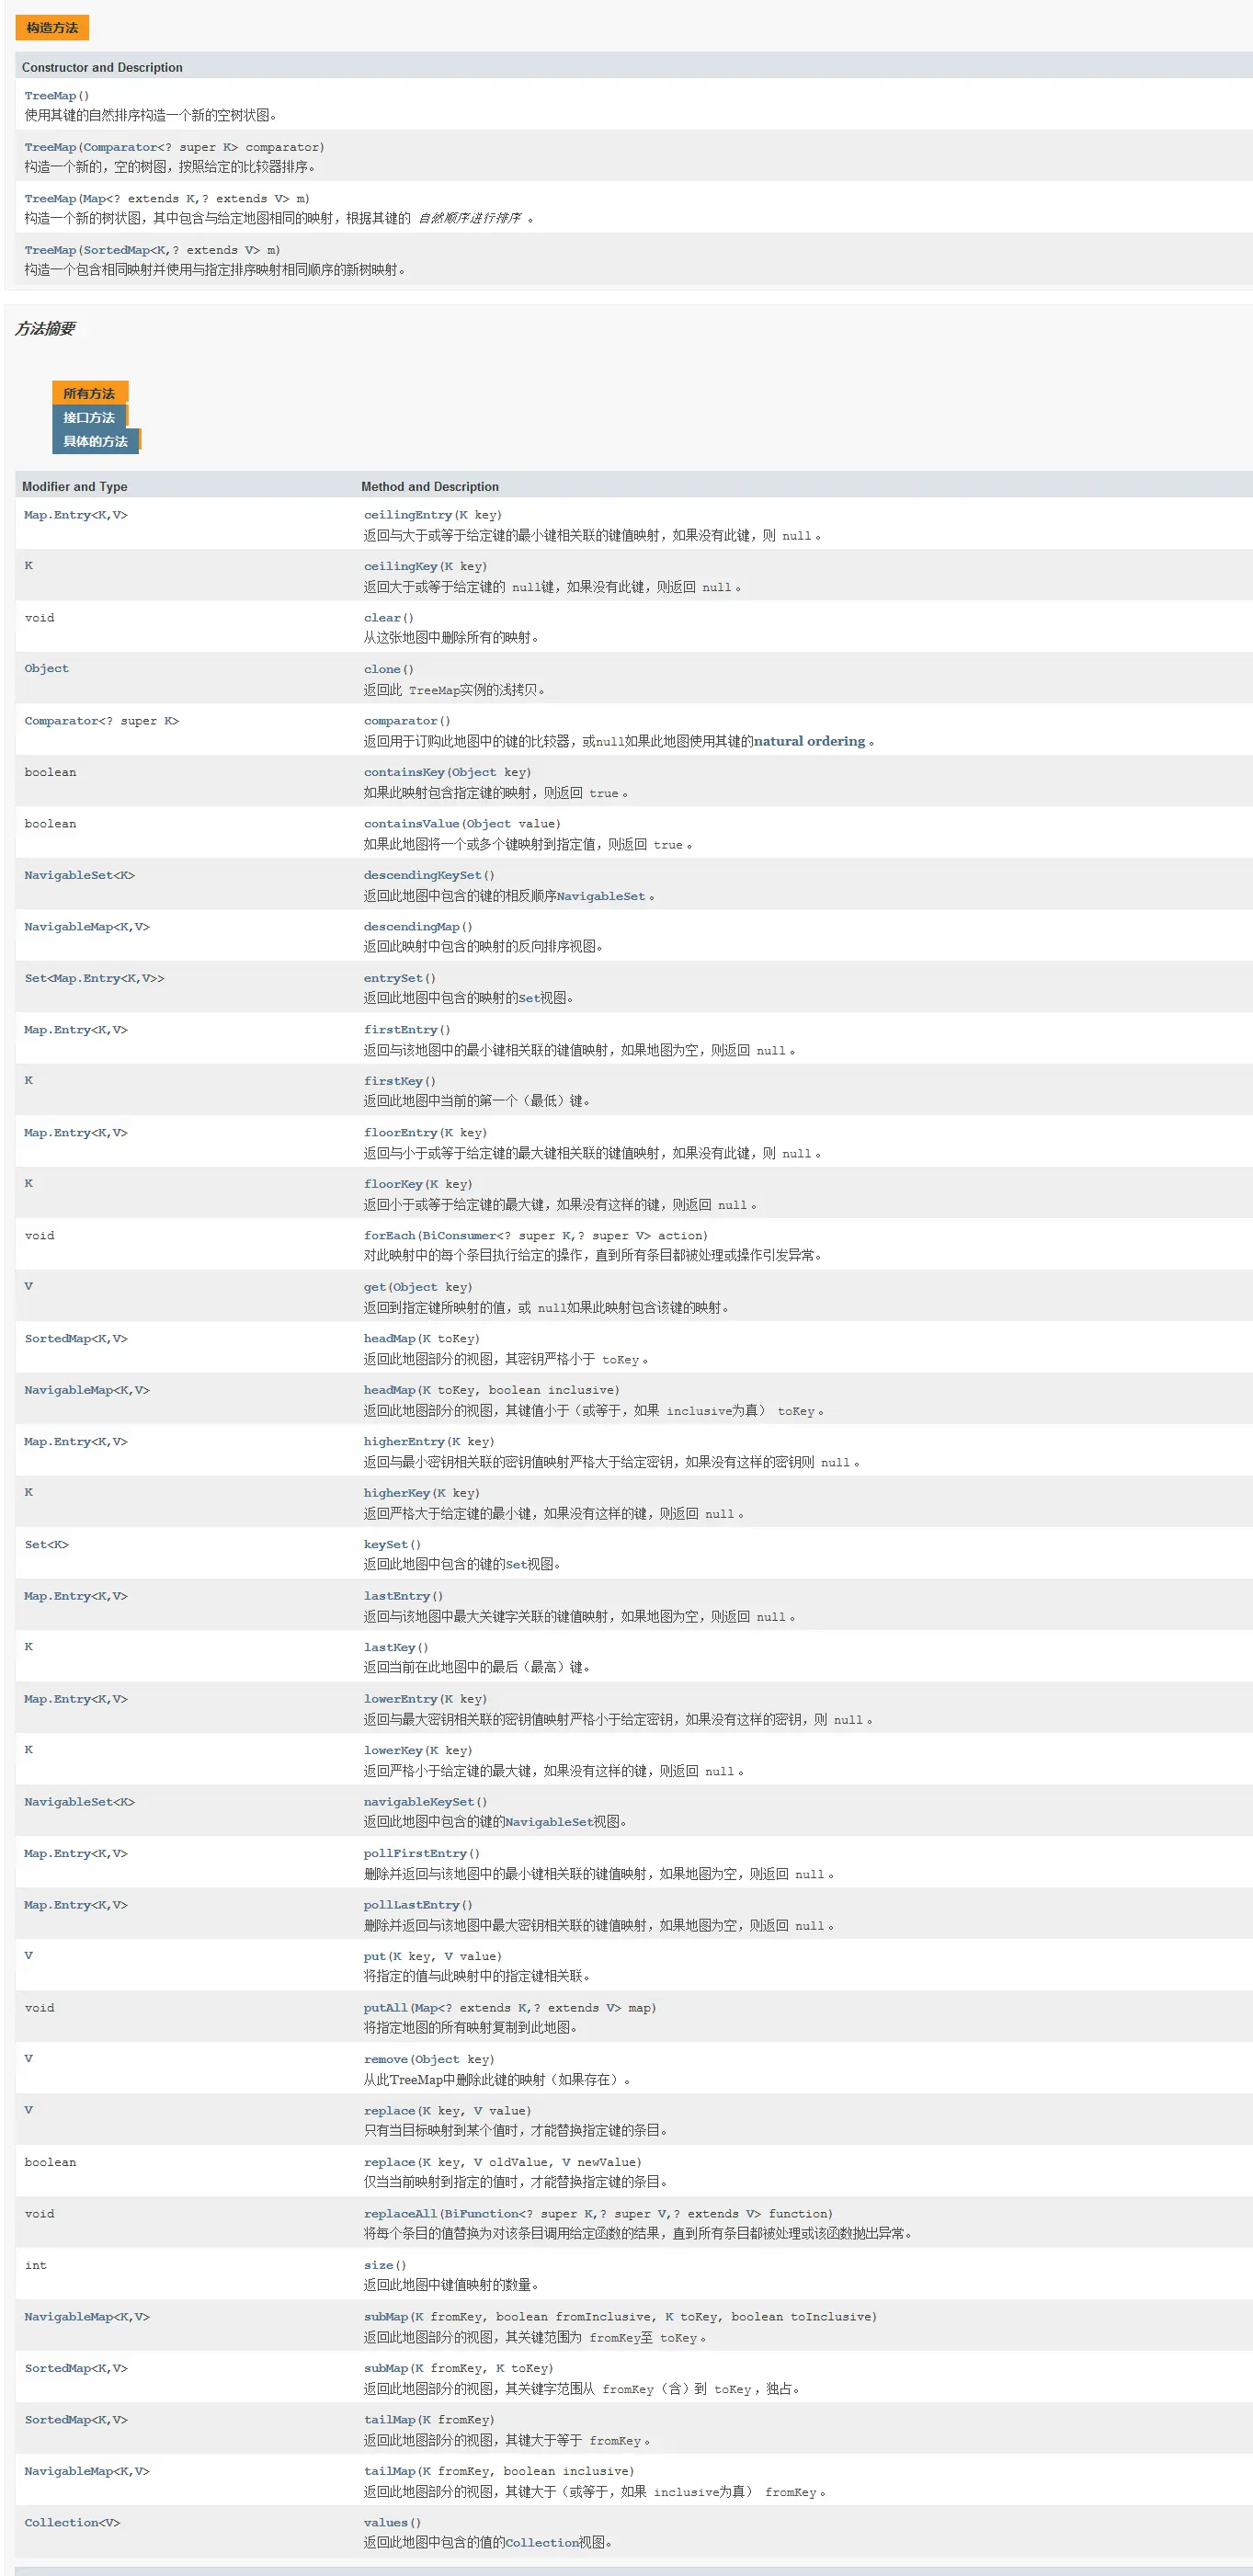 构造方法
Constructor and Description
TreeMap()
使用其键的自然排序构造一个新的空树状图。
TreeMap(Comparator<? super K> comparator)
构造一个新的，空的树图，按照给定的比较器排序。
TreeMap(Map<? extends K,? extends V> m)
构造一个新的树状图，其中包含与给定地图相同的映射，根据其键的 自然顺序进行排序 。
TreeMap(SortedMap<K,? extends V> m)
构造一个包含相同映射并使用与指定排序映射相同顺序的新树映射。
方法摘要
所有方法
接口方法
具体的方法
Modifier and Type Method and Description
Map.Entry<K,V> ceilingEntry(K key)
返回与大于或等于给定键的最小键相关联的键值映射，如果没有此键，则 null 。
K ceilingKey(K key)
返回大于或等于给定键的 null键，如果没有此键，则返回 null 。
void clear()
从这张地图中删除所有的映射。
Object clone()
返回此 TreeMap实例的浅拷贝。
Comparator<? super K> comparator()
返回用于订购此地图中的键的比较器，或null如果此地图使用其键的natural ordering 。
boolean containsKey(Object key)
如果此映射包含指定键的映射，则返回 true 。
boolean containsValue(Object value)
如果此地图将一个或多个键映射到指定值，则返回 true 。
NavigableSet<K> descendingKeySet()
返回此地图中包含的键的相反顺序NavigableSet 。
NavigableMap<K,V> descendingMap()
返回此映射中包含的映射的反向排序视图。
Set<Map.Entry<K,V>> entrySet()
返回此地图中包含的映射的Set视图。
Map.Entry<K,V> firstEntry()
返回与该地图中的最小键相关联的键值映射，如果地图为空，则返回 null 。
K firstKey()
返回此地图中当前的第一个（最低）键。
Map.Entry<K,V> floorEntry(K key)
返回与小于或等于给定键的最大键相关联的键值映射，如果没有此键，则 null 。
K floorKey(K key)
返回小于或等于给定键的最大键，如果没有这样的键，则返回 null 。
void forEach(BiConsumer<? super K,? super V> action)
对此映射中的每个条目执行给定的操作，直到所有条目都被处理或操作引发异常。
V get(Object key)
返回到指定键所映射的值，或 null如果此映射包含该键的映射。
SortedMap<K,V> headMap(K toKey)
返回此地图部分的视图，其密钥严格小于 toKey 。
NavigableMap<K,V> headMap(K toKey, boolean inclusive)
返回此地图部分的视图，其键值小于（或等于，如果 inclusive为真） toKey 。
Map.Entry<K,V> higherEntry(K key)
返回与最小密钥相关联的密钥值映射严格大于给定密钥，如果没有这样的密钥则 null 。
K higherKey(K key)
返回严格大于给定键的最小键，如果没有这样的键，则返回 null 。
Set<K> keySet()
返回此地图中包含的键的Set视图。
Map.Entry<K,V> lastEntry()
返回与该地图中最大关键字关联的键值映射，如果地图为空，则返回 null 。
K lastKey()
返回当前在此地图中的最后（最高）键。
Map.Entry<K,V> lowerEntry(K key)
返回与最大密钥相关联的密钥值映射严格小于给定密钥，如果没有这样的密钥，则 null 。
K lowerKey(K key)
返回严格小于给定键的最大键，如果没有这样的键，则返回 null 。
NavigableSet<K> navigableKeySet()
返回此地图中包含的键的NavigableSet视图。
Map.Entry<K,V> pollFirstEntry()
删除并返回与该地图中的最小键相关联的键值映射，如果地图为空，则返回 null 。
Map.Entry<K,V> pollLastEntry()
删除并返回与该地图中最大密钥相关联的键值映射，如果地图为空，则返回 null 。
V put(K key, V value)
将指定的值与此映射中的指定键相关联。
void putAll(Map<? extends K,? extends V> map)
将指定地图的所有映射复制到此地图。
V remove(Object key)
从此TreeMap中删除此键的映射（如果存在）。
V replace(K key, V value)
只有当目标映射到某个值时，才能替换指定键的条目。
boolean replace(K key, V oldValue, V newValue)
仅当当前映射到指定的值时，才能替换指定键的条目。
void replaceAll(BiFunction<? super K,? super V,? extends V> function)
将每个条目的值替换为对该条目调用给定函数的结果，直到所有条目都被处理或该函数抛出异常。
int size()
返回此地图中键值映射的数量。
NavigableMap<K,V> subMap(K fromKey, boolean fromInclusive, K toKey, boolean toInclusive)
返回此地图部分的视图，其关键范围为 fromKey至 toKey 。
SortedMap<K,V> subMap(K fromKey, K toKey)
返回此地图部分的视图，其关键字范围从 fromKey（含）到 toKey ，独占。
SortedMap<K,V> tailMap(K fromKey)
返回此地图部分的视图，其键大于等于 fromKey 。
NavigableMap<K,V> tailMap(K fromKey, boolean inclusive)
返回此地图部分的视图，其键大于（或等于，如果 inclusive为真） fromKey 。
Collection<V> values()
返回此地图中包含的值的Collection视图。